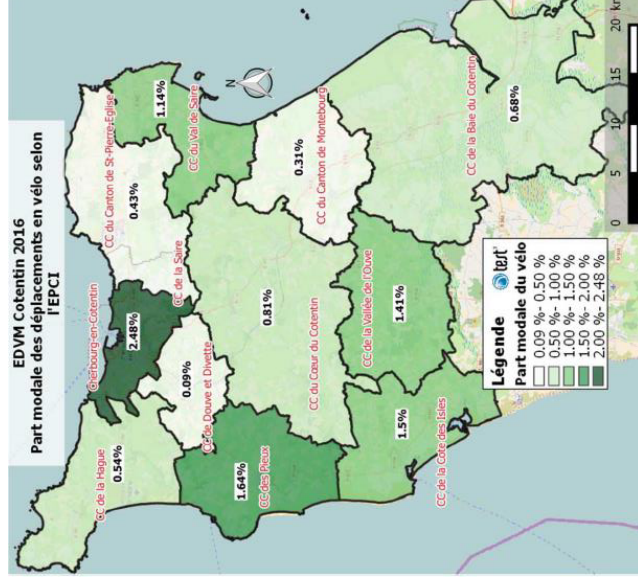 EDVM Cotentin 2016
Part modale des déplacements en vélo selon
l'EPCI
Cherbourg-en-Cotentin
2.48%
CC de la Hague
0.54%
CC du Canton de St-Pierre-Eglise
0.43%
1.14%
CC du Val de Saire
CC de la Saire
N
0.09%
CC de Douve et Divette
1.64%
CC des Pieux
0.81%
CC du Cœur du Cotentin
0.31%
CC du Canton de Montebourg
CC de la Vallée de l'Ouve
1.41%
1.5%
CC de la Côte des Isles
CC de la Baie du Cotentin
0.68%
Légende
test
Part modale du vélo
0.09 %- 0.50 %
0.50 %- 1.00 %
1.00 %- 1.50 %
1.50 %- 2.00 %
2.00 %- 2.48 %
0 5 10 15 20 km